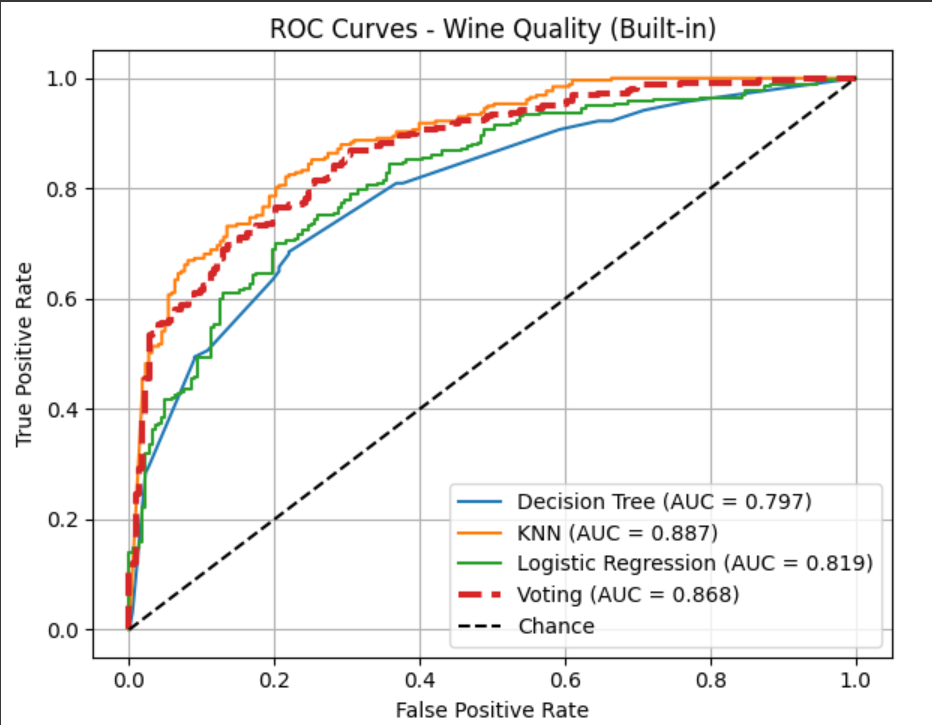 ROC Curves - Wine Quality (Built-in)
True Positive Rate
1.0
0.8
0.6
0.4
0.2
0.0
Decision Tree (AUC = 0.797)
KNN (AUC = 0.887)
Logistic Regression (AUC = 0.819)
Voting (AUC = 0.868)
Chance
0.0 0.2 0.4 0.6 0.8 1.0
False Positive Rate